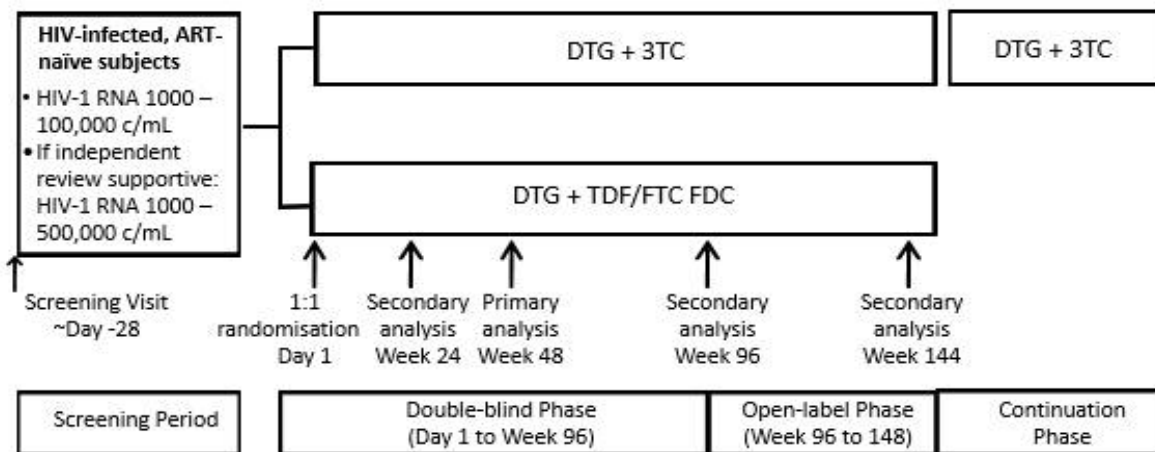 HIV-infected, ART-
naïve subjects
• HIV-1 RNA 1000 –
100,000 c/mL
• If independent
review supportive:
HIV-1 RNA 1000 –
500,000 c/mL
DTG + 3TC
DTG + 3TC
DTG + TDF/FTC FDC
Screening Visit
~Day -28
1:1
randomisation
Day 1
Secondary
analysis
Week 24
Primary
analysis
Week 48
Secondary
analysis
Week 96
Secondary
analysis
Week 144
Screening Period
Double-blind Phase
(Day 1 to Week 96)
Open-label Phase
(Week 96 to 148)
Continuation
Phase